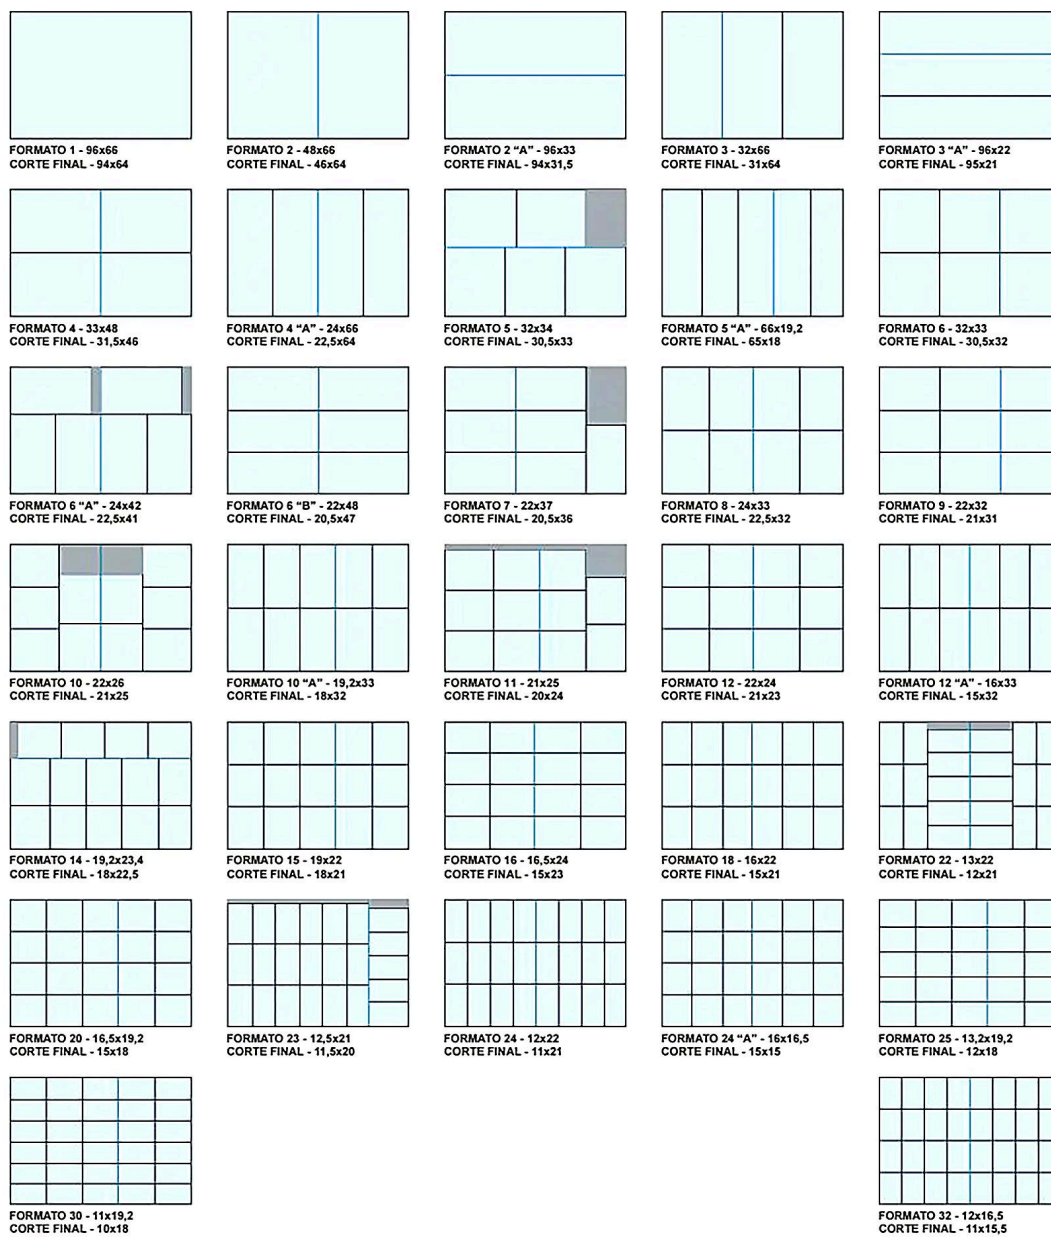 FORMATO 1 - 96x66
CORTE FINAL - 94x64
FORMATO 2 - 48x66
CORTE FINAL - 46x64
FORMATO 2 “A” - 96x33
CORTE FINAL - 94x31,5
FORMATO 3 - 32x66
CORTE FINAL - 31x64
FORMATO 3 “A” - 96x22
CORTE FINAL - 95x21
FORMATO 4 - 33x48
CORTE FINAL - 31,5x46
FORMATO 4 “A” - 24x66
CORTE FINAL - 22,5x64
FORMATO 5 - 32x34
CORTE FINAL - 30,5x33
FORMATO 5 “A” - 66x19,2
CORTE FINAL - 65x18
FORMATO 6 - 32x33
CORTE FINAL - 30,5x32
FORMATO 6 “A” - 24x42
CORTE FINAL - 22,5x41
FORMATO 6 “B” - 22x48
CORTE FINAL - 20,5x47
FORMATO 7 - 22x37
CORTE FINAL - 20,5x36
FORMATO 8 - 24x33
CORTE FINAL - 22,5x32
FORMATO 9 - 22x32
CORTE FINAL - 21x31
FORMATO 10 - 22x26
CORTE FINAL - 21x25
FORMATO 10 “A” - 19,2x33
CORTE FINAL - 18x32
FORMATO 11 - 21x25
CORTE FINAL - 20x24
FORMATO 12 - 22x24
CORTE FINAL - 21x23
FORMATO 12 “A” - 16x33
CORTE FINAL - 15x32
FORMATO 14 - 19,2x23,4
CORTE FINAL - 18x22,5
FORMATO 15 - 19x22
CORTE FINAL - 18x21
FORMATO 16 - 16,5x24
CORTE FINAL - 15x23
FORMATO 18 - 16x22
CORTE FINAL - 15x21
FORMATO 22 - 13x22
CORTE FINAL - 12x21
FORMATO 20 - 16,5x19,2
CORTE FINAL - 15x18
FORMATO 23 - 12,5x21
CORTE FINAL - 11,5x20
FORMATO 24 - 12x22
CORTE FINAL - 11x21
FORMATO 24 “A” - 16x16,5
CORTE FINAL - 15x15
FORMATO 25 - 13,2x19,2
CORTE FINAL - 12x18
FORMATO 30 - 11x19,2
CORTE FINAL - 10x18
FORMATO 32 - 12x16,5
CORTE FINAL - 11x15,5